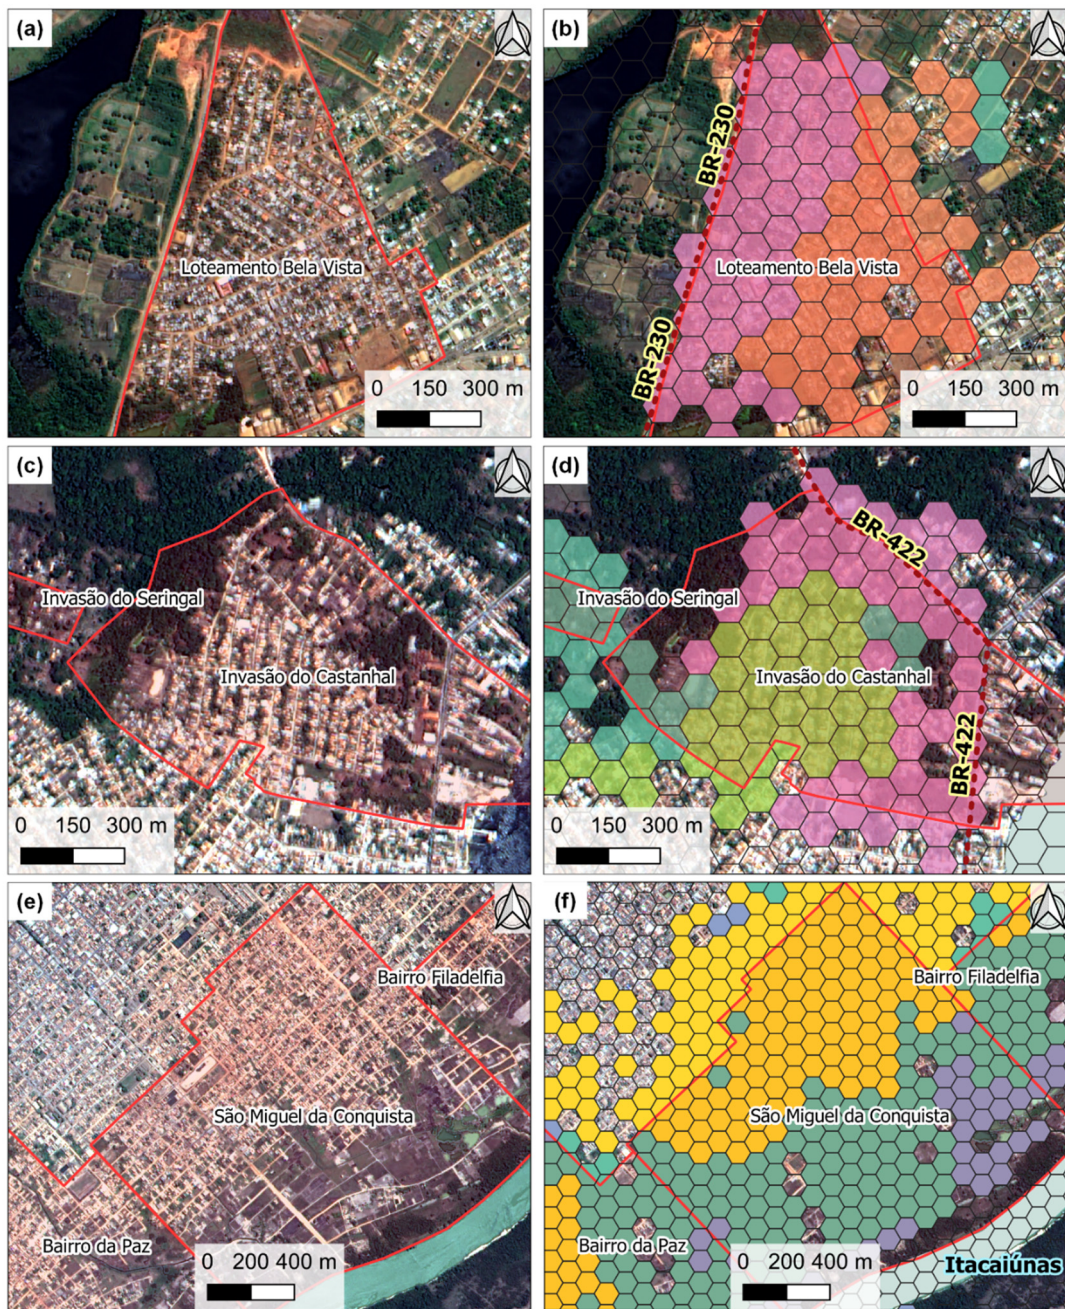 (a)
Loteamento Bela Vista
0 150 300 m
(b)
BR-230
Loteamento Bela Vista
BR-230
0 150 300 m
(c)
Invasão do Seringal
Invasão do Castanhal
0 150 300 m
(d)
BR-422
Invasão do Seringal
Invasão do Castanhal
BR-422
0 150 300 m
(e)
Bairro Filadelfia
São Miguel da Conquista
Bairro da Paz
0 200 400 m
(f)
Bairro Filadelfia
São Miguel da Conquista
Bairro da Paz
Itacaiúnas
0 200 400 m